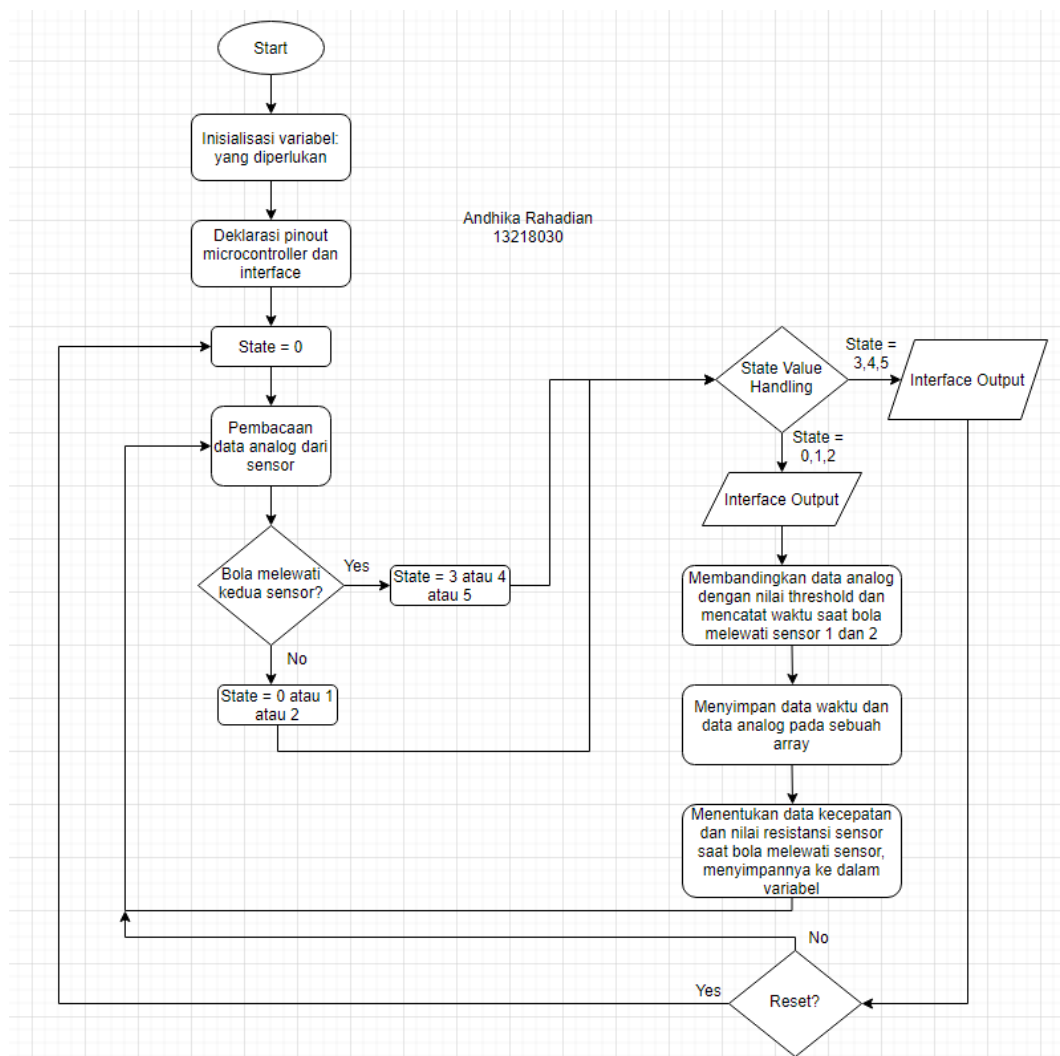 Start
Inisialisasi variabel:
yang diperlukan
Andhika Rahadian
13218030
Deklarasi pinout
microcontroller dan
interface
State = 0
State Value
Handling
State =
3,4,5
Interface Output
Pembacaan
data analog dari
sensor
State =
0,1,2
Interface Output
Bola melewati
kedua sensor?
Yes
State = 3 atau 4
atau 5
Membandingkan data analog
dengan nilai threshold dan
mencatat waktu saat bola
melewati sensor 1 dan 2
No
State = 0 atau 1
atau 2
Menyimpan data waktu dan
data analog pada sebuah
array
Menentukan data kecepatan
dan nilai resistansi sensor
saat bola melewati sensor,
menyimpannya ke dalam
variabel
No
Yes
Reset?